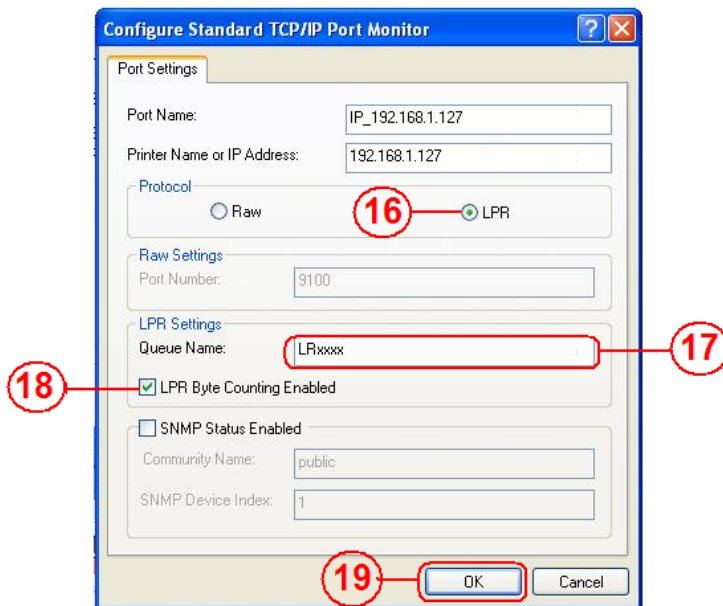 Configure Standard TCP/IP Port Monitor
Port Settings
Port Name: IP_192.168.1.127
Printer Name or IP Address: 192.168.1.127
Protocol
Raw 16 LPR
Raw Settings
Port Number: 9100
LPR Settings
Queue Name: LRxxxx 17
18 LPR Byte Counting Enabled
SNMP Status Enabled
Community Name: public
SNMP Device Index: 1
19 OK Cancel